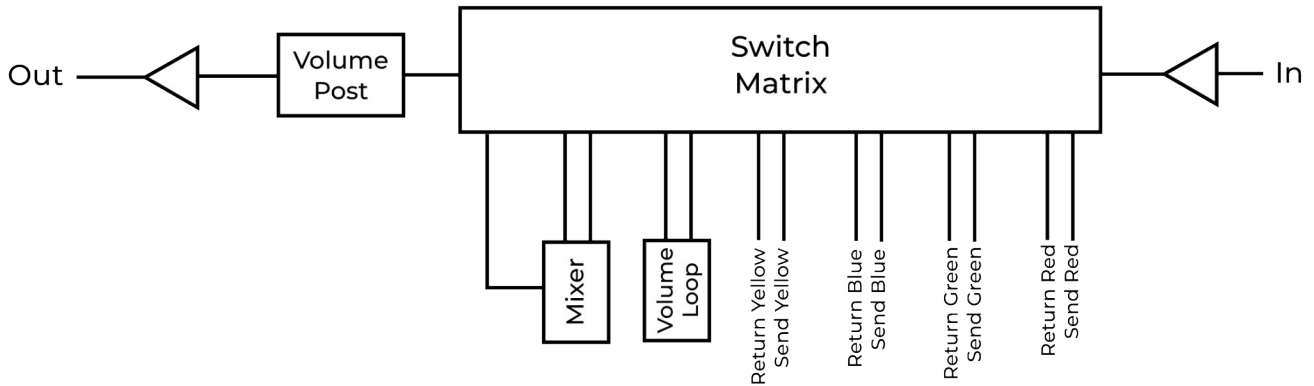 Out
Volume
Post
Switch
Matrix
In
Mixer
Volume
Loop
Return Yellow
Send Yellow
Return Blue
Send Blue
Return Green
Send Green
Return Red
Send Red